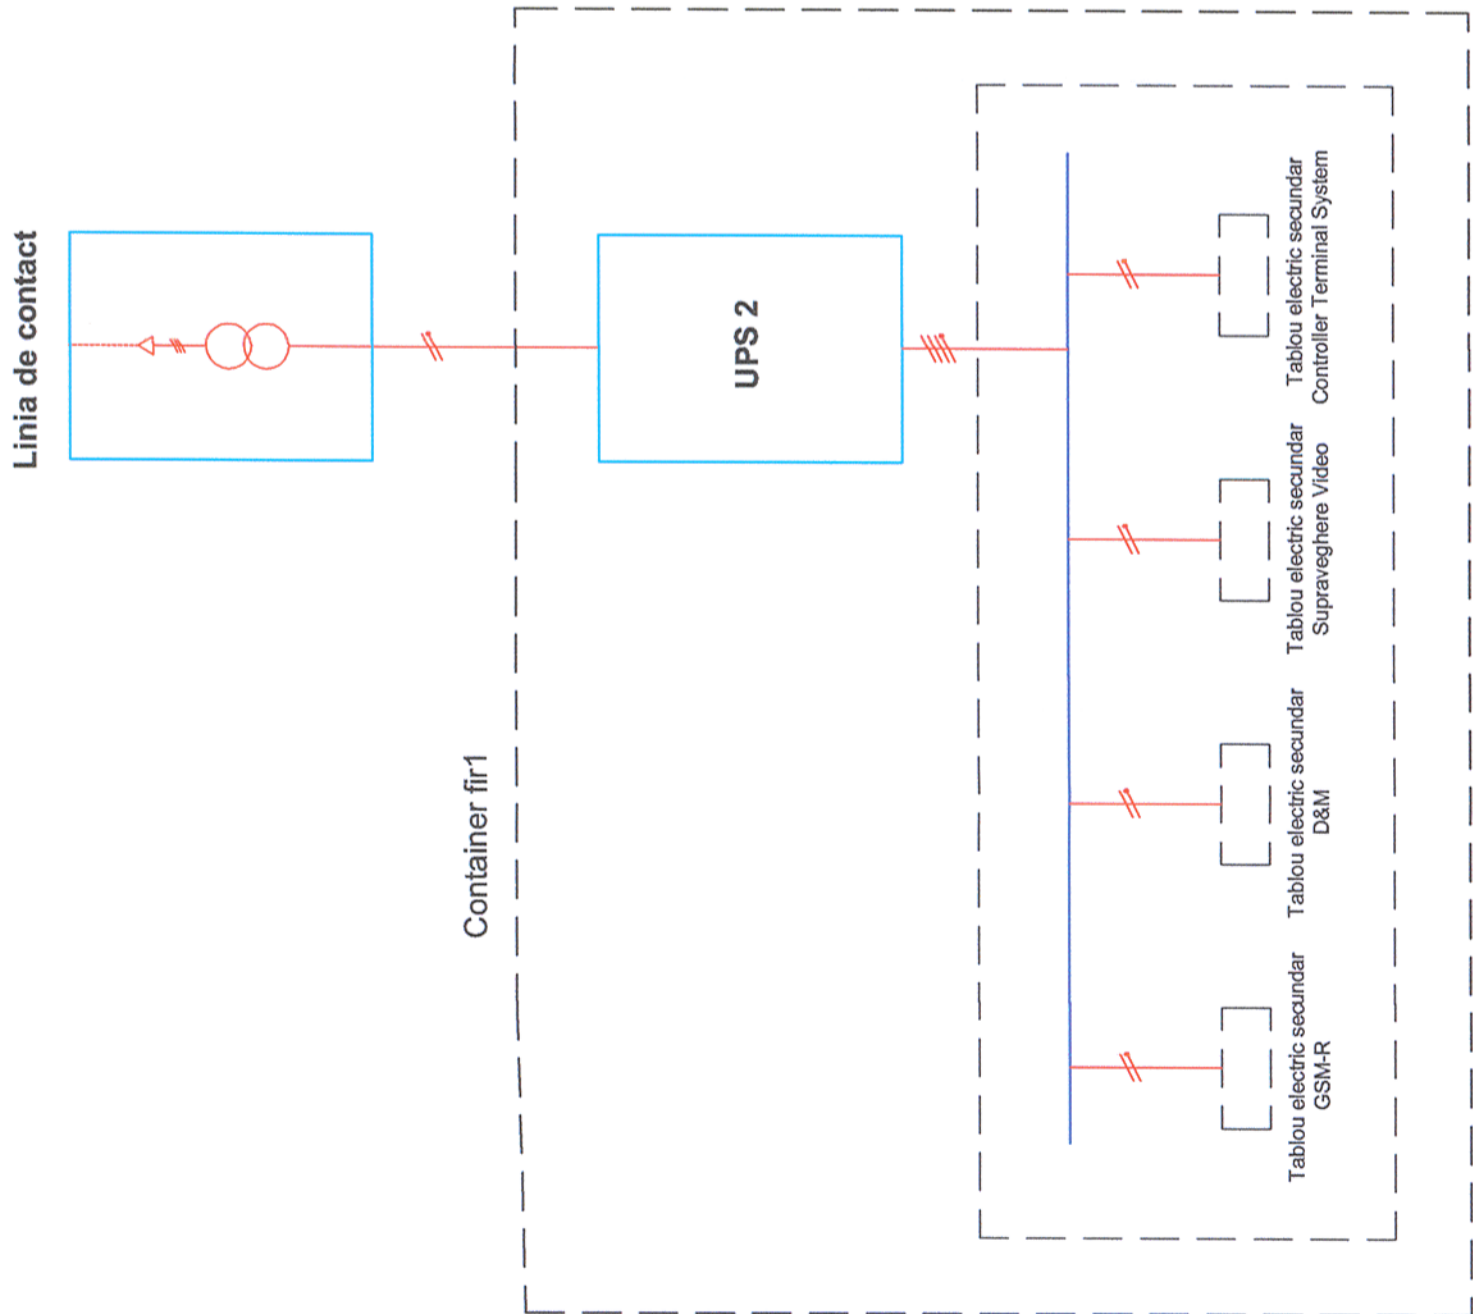 Linia de contact
Container fir1
UPS 2
Tablou electric secundar
GSM-R
Tablou electric secundar
D&M
Tablou electric secundar
Supraveghere Video
Tablou electric secundar
Controller Terminal System